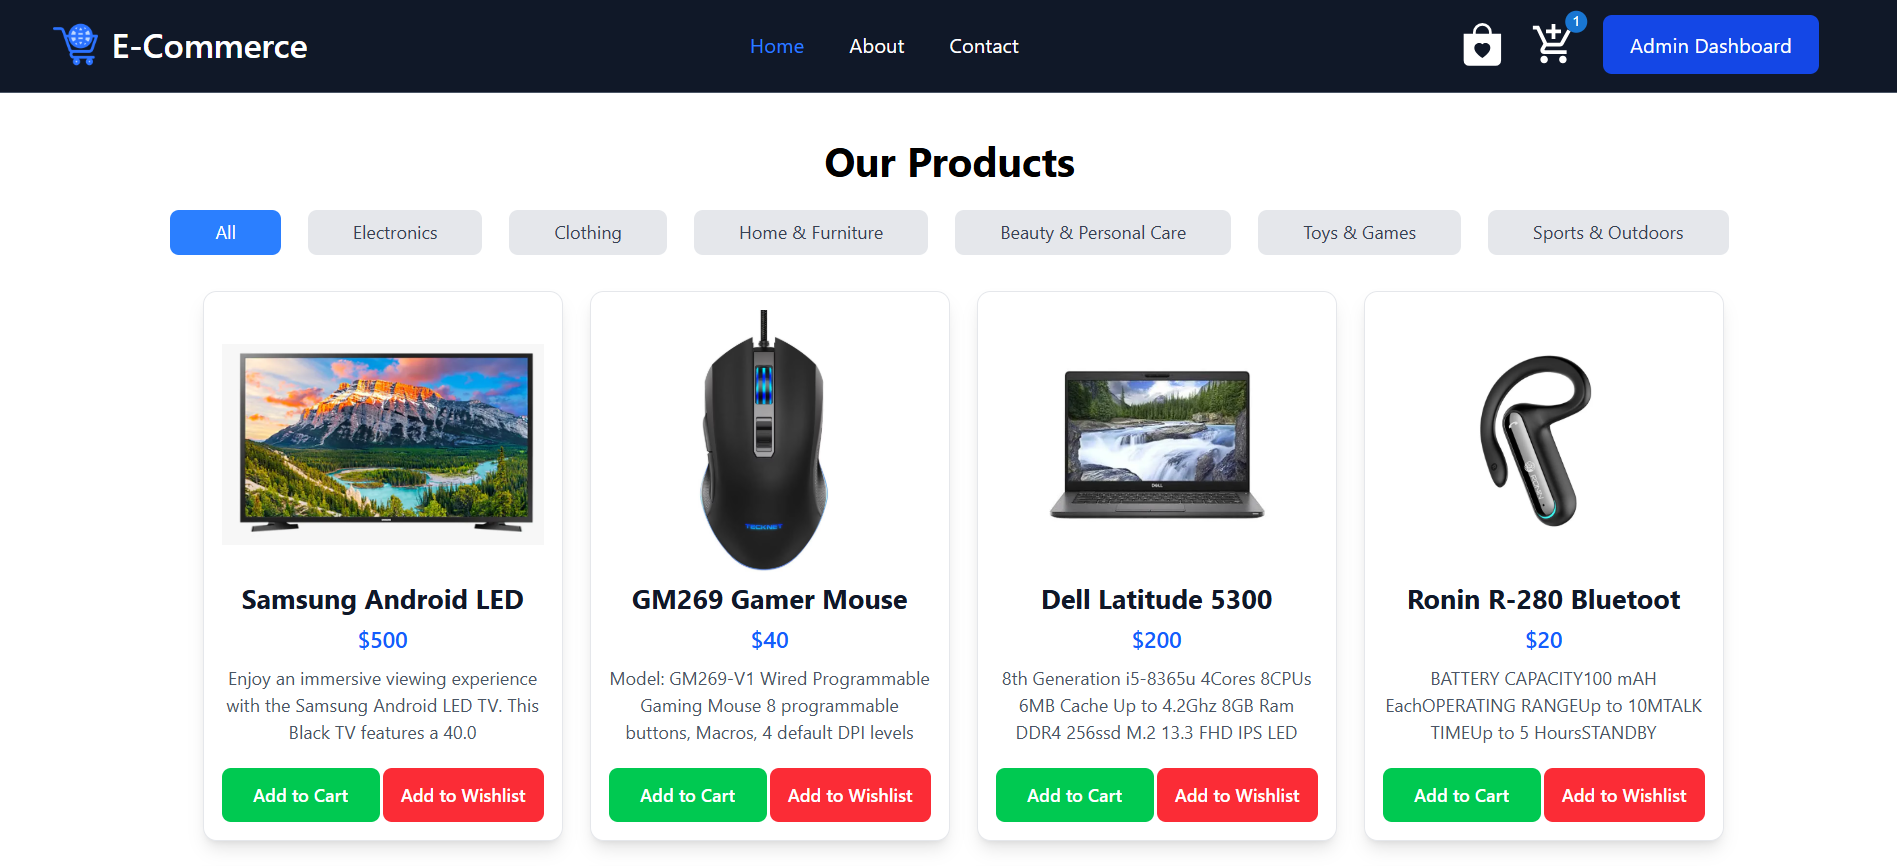 E-Commerce
Home
About
Contact
1
Admin Dashboard
Our Products
All
Electronics
Clothing
Home & Furniture
Beauty & Personal Care
Toys & Games
Sports & Outdoors
Samsung Android LED
$500
Enjoy an immersive viewing experience
with the Samsung Android LED TV. This
Black TV features a 40.0
Add to Cart
Add to Wishlist
TECKNET
GM269 Gamer Mouse
$40
Model: GM269-V1 Wired Programmable
Gaming Mouse 8 programmable
buttons, Macros, 4 default DPI levels
Add to Cart
Add to Wishlist
DELL
Dell Latitude 5300
$200
8th Generation i5-8365u 4Cores 8CPUs
6MB Cache Up to 4.2Ghz 8GB Ram
DDR4 256ssd M.2 13.3 FHD IPS LED
Add to Cart
Add to Wishlist
Ronin R-280 Bluetoot
$20
BATTERY CAPACITY100 mAH
EachOPERATING RANGEUp to 10MTALK
TIMEUp to 5 HoursSTANDBY
Add to Cart
Add to Wishlist